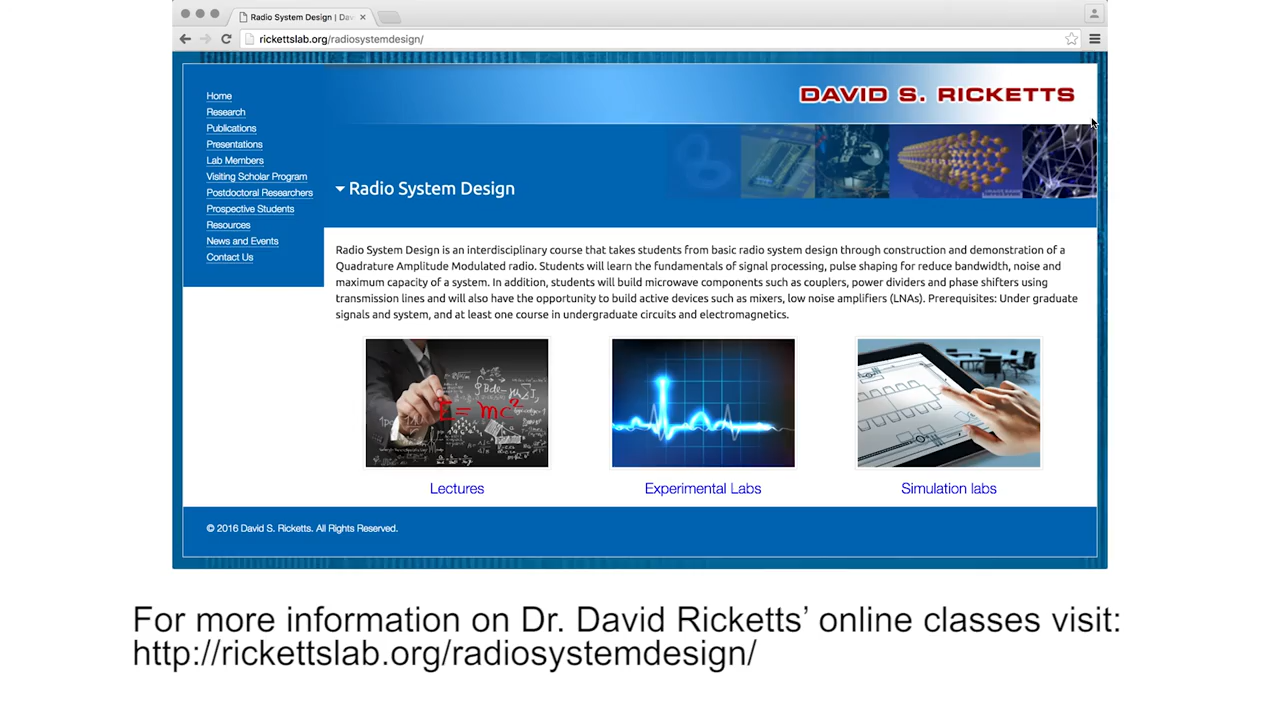 Radio System Design | Dav
rickettslab.org/radiosystemdesign/
DAVID S. RICKETTS
Home
Research
Publications
Presentations
Lab Members
Visiting Scholar Program
Postdoctoral Researchers
Prospective Students
Resources
News and Events
Contact Us
Radio System Design
Radio System Design is an interdisciplinary course that takes students from basic radio system design through construction and demonstration of a
Quadrature Amplitude Modulated radio. Students will learn the fundamentals of signal processing, pulse shaping for reduce bandwidth, noise and
maximum capacity of a system. In addition, students will build microwave components such as couplers, power dividers and phase shifters using
transmission lines and will also have the opportunity to build active devices such as mixers, low noise amplifiers (LNAs). Prerequisites: Under graduate
signals and system, and at least one course in undergraduate circuits and electromagnetics.
E=mc²
Lectures
Experimental Labs
Simulation labs
© 2016 David S. Ricketts. All Rights Reserved.
For more information on Dr. David Ricketts’ online classes visit:
http://rickettslab.org/radiosystemdesign/